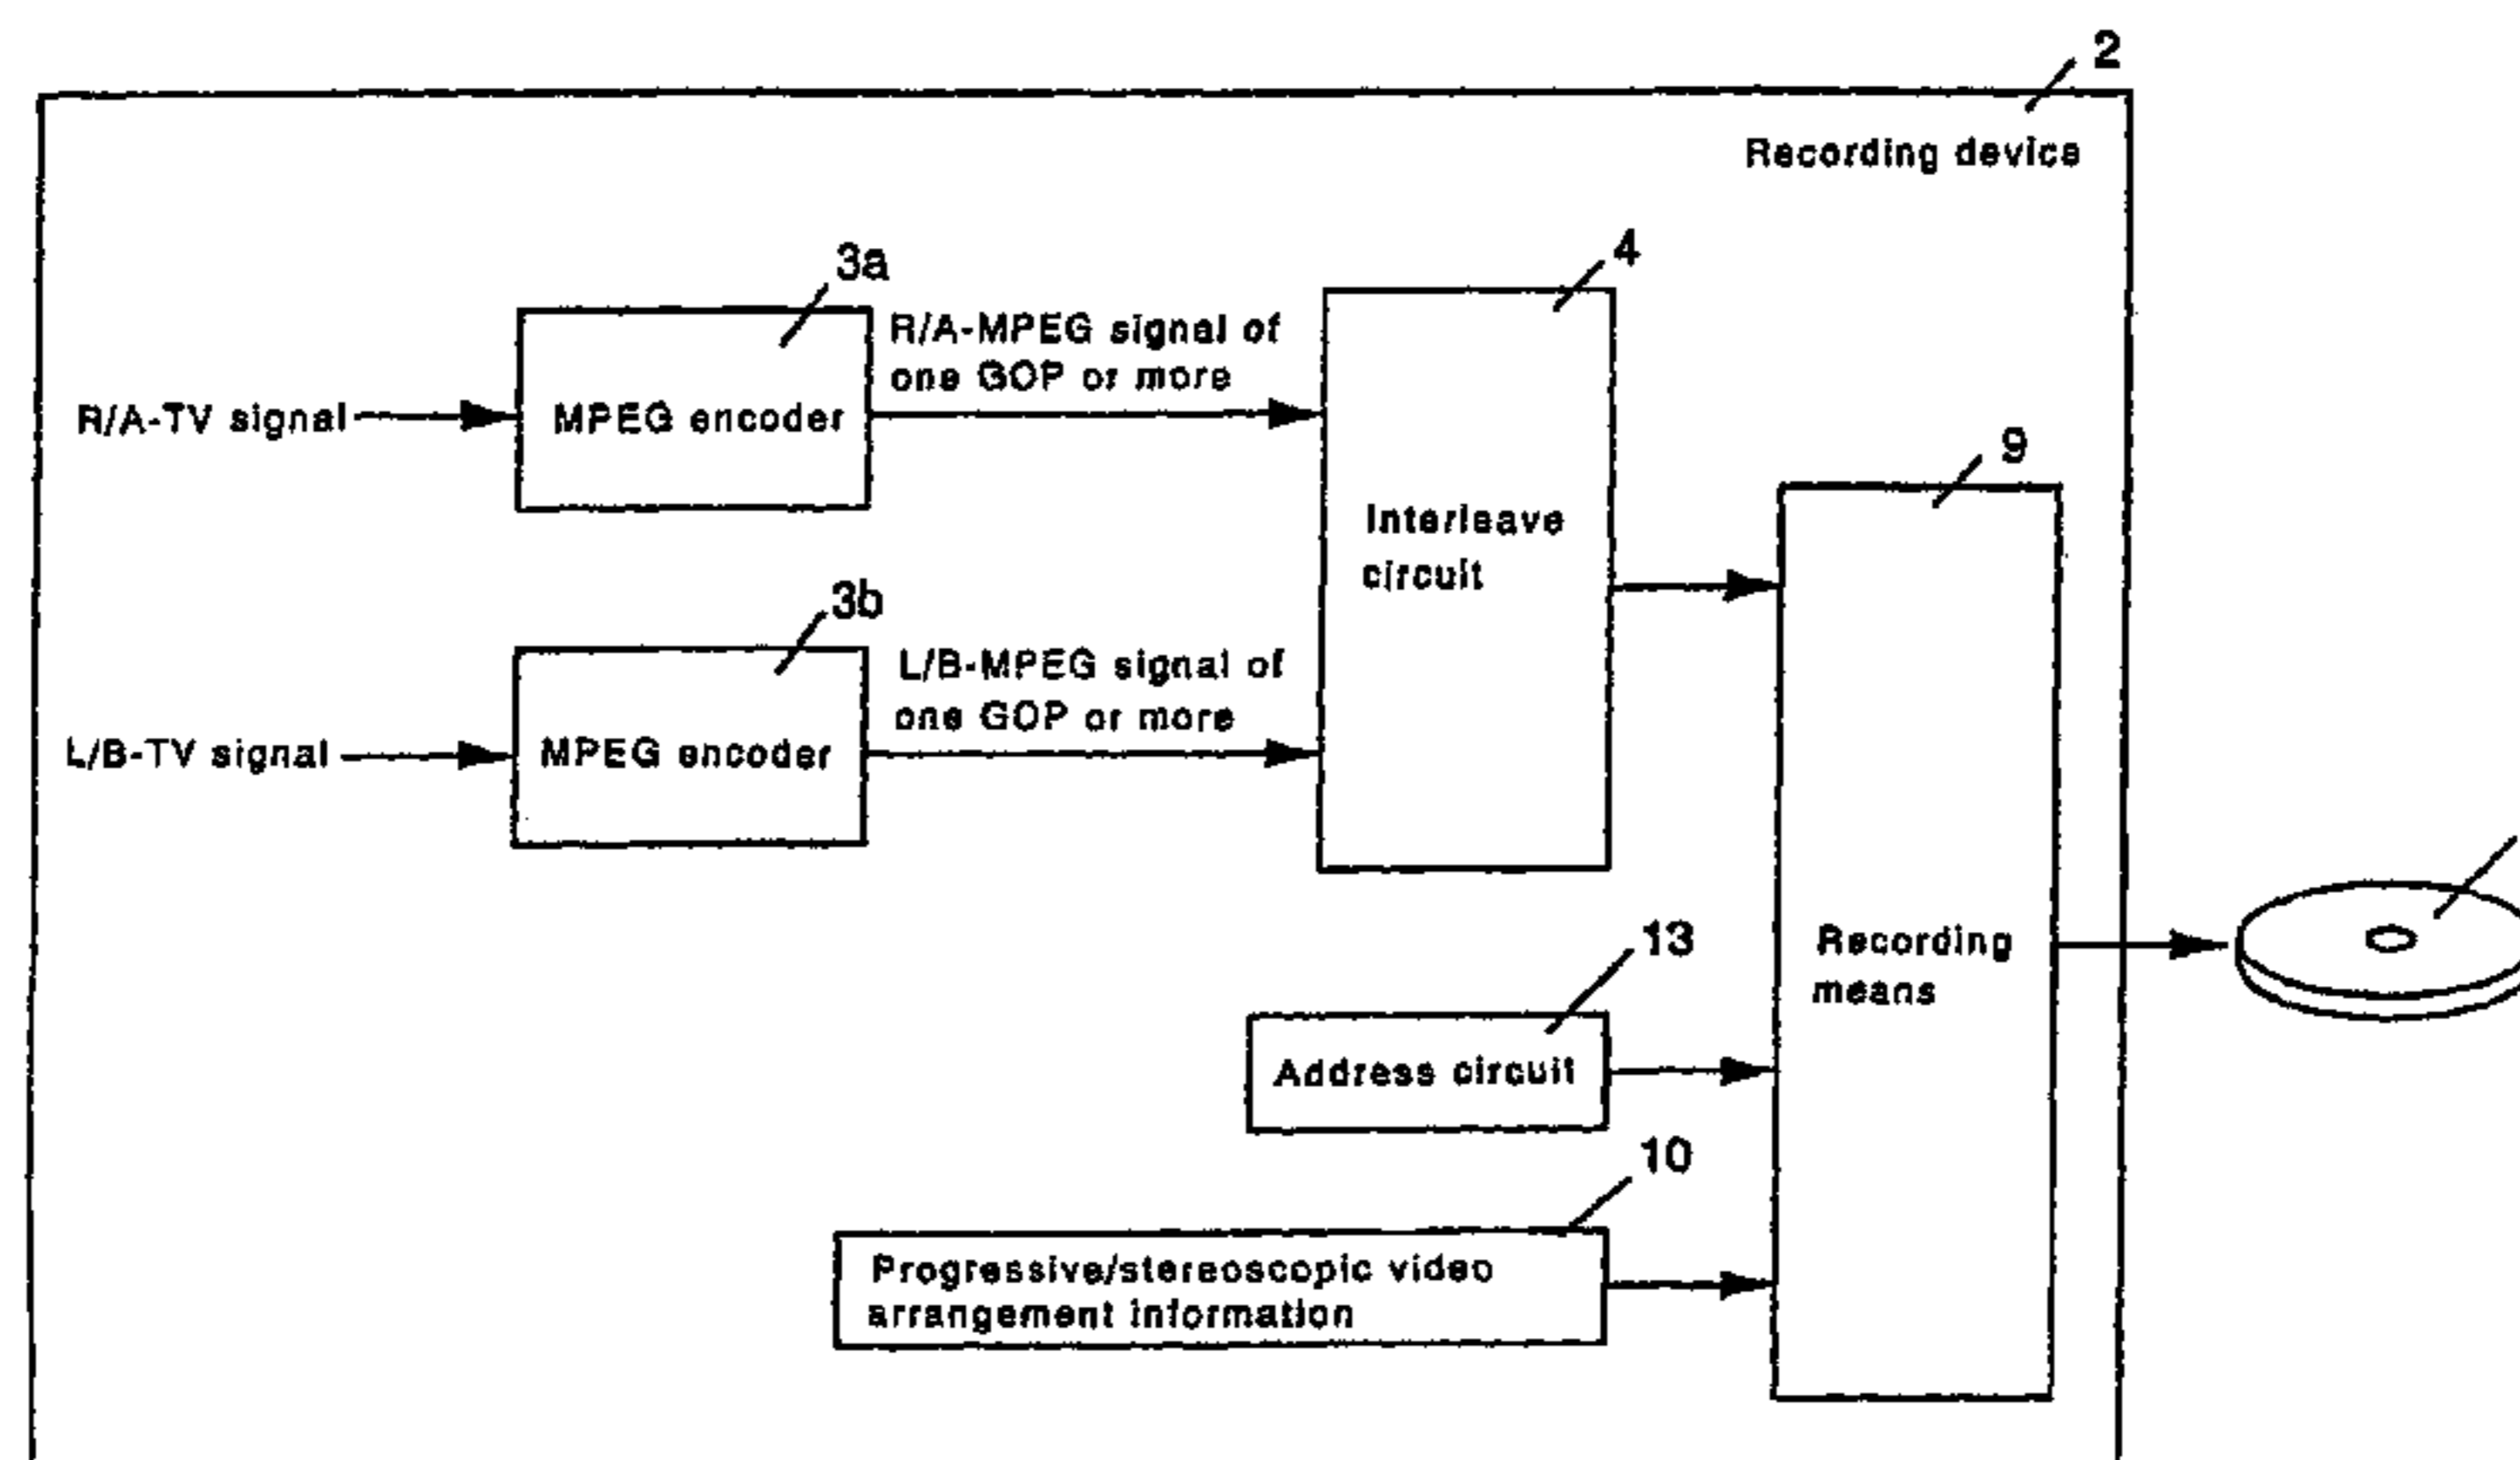 2
Recording device
3a
4
R/A-MPEG signal of
one GOP or more
R/A-TV signal
MPEG encoder
9
Interleave
circuit
3b
L/B-MPEG signal of
one GOP or more
L/B-TV signal
MPEG encoder
13
Recording
means
Address circuit
10
Progressive/stereoscopic video
arrangement information